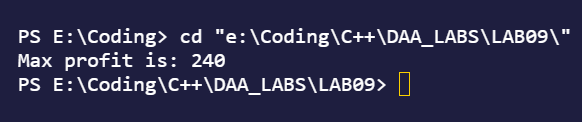 PS E:\Coding> cd "e:\Coding\C++\DAA_LABS\LAB09\"
Max profit is: 240
PS E:\Coding\C++\DAA_LABS\LAB09>